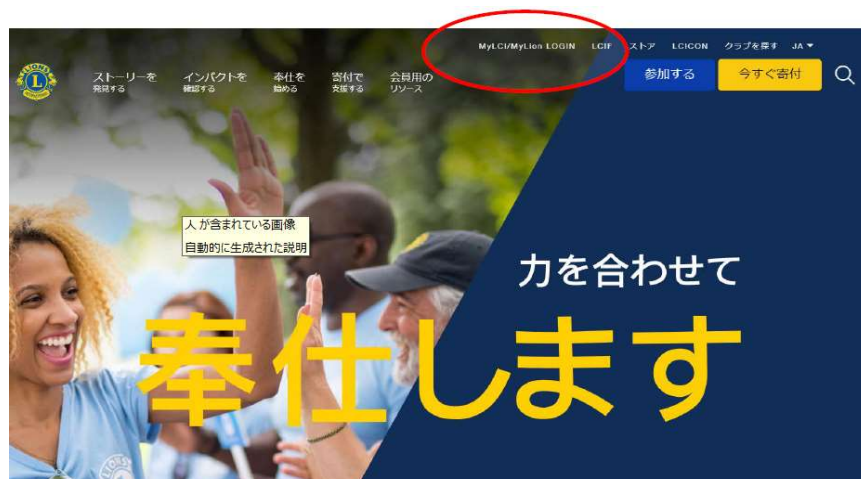 MyLCI/MyLion LOGIN LCIF ストア LCICON クラブを探す JA
ストーリーを
発見する
インパクトを
確認する
奉仕を
始める
寄付で
支援する
会員用の
リソース
参加する
今すぐ寄付
L
人が含まれている画像
自動的に生成された説明
力を合わせて
奉仕します
LIONS